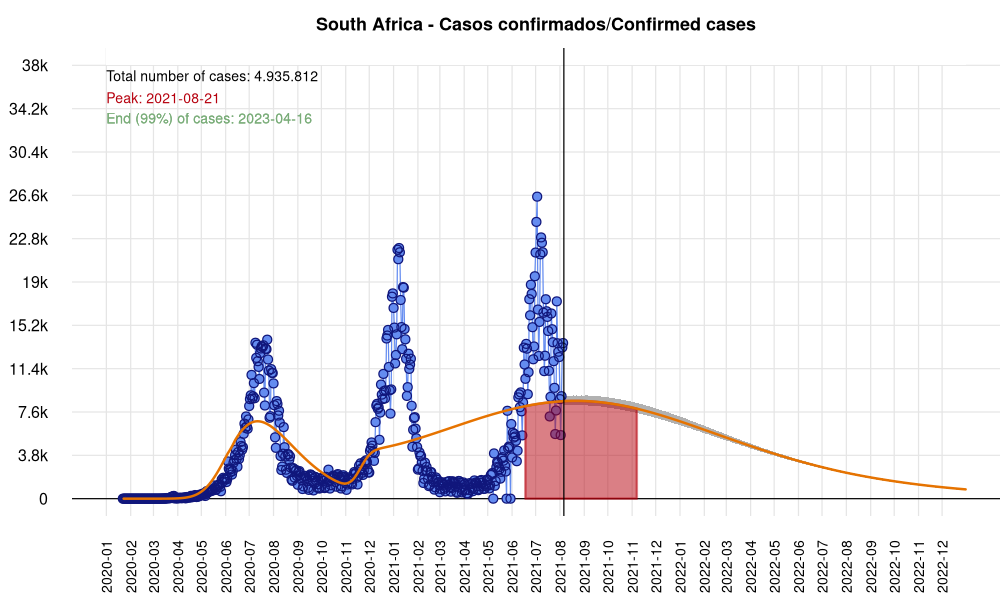 South Africa - Casos confirmados/Confirmed cases
Total number of cases: 4.935.812
Peak: 2021-08-21
End (99%) of cases: 2023-04-16
38k
34.2k
30.4k
26.6k
22.8k
19k
15.2k
11.4k
7.6k
3.8k
0
2020-01
2020-02
2020-03
2020-04
2020-05
2020-06
2020-07
2020-08
2020-09
2020-10
2020-11
2020-12
2021-01
2021-02
2021-03
2021-04
2021-05
2021-06
2021-07
2021-08
2021-09
2021-10
2021-11
2021-12
2022-01
2022-02
2022-03
2022-04
2022-05
2022-06
2022-07
2022-08
2022-09
2022-10
2022-11
2022-12